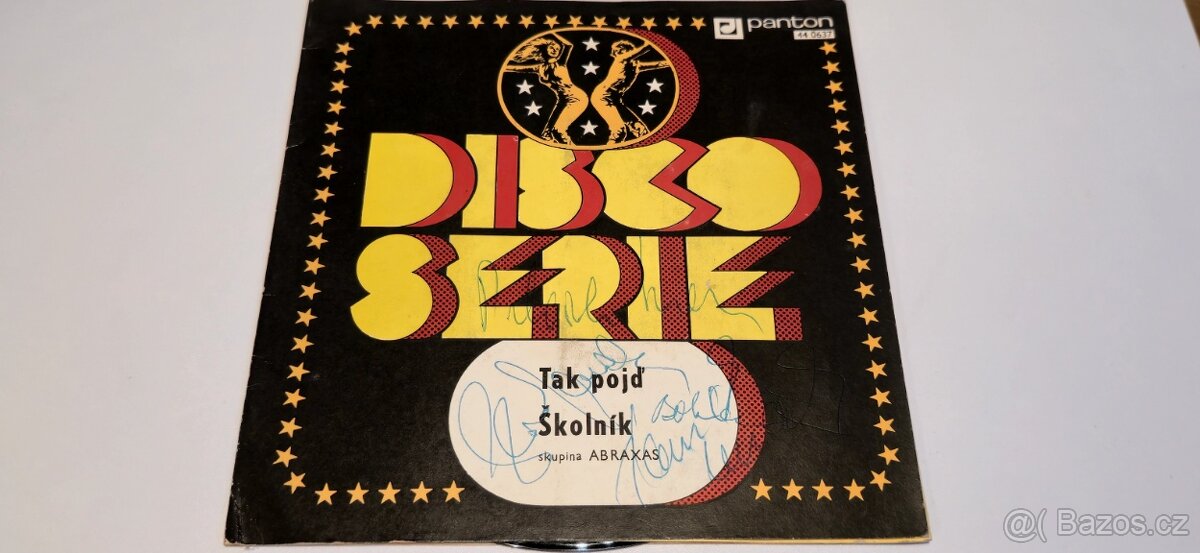 panton
44 0637
DISCO
SERIE
Tak pojď
Školník
skupina ABRAXAS
@( Bazos.cz